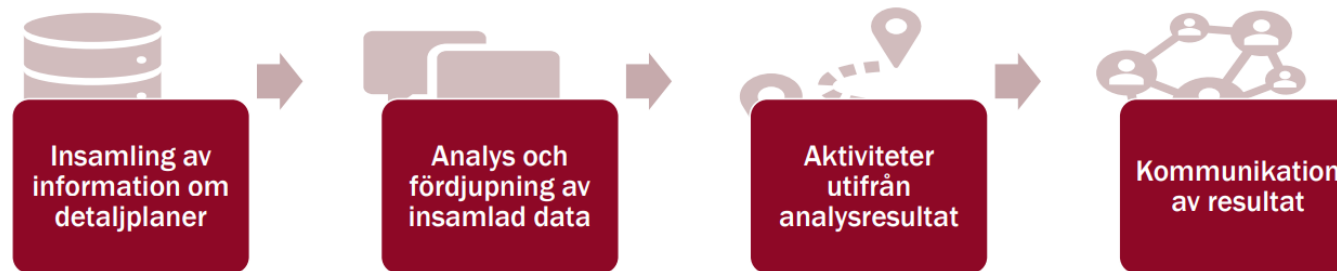 Insamling av
information om
detaljplaner
Analys och
fördjupning av
insamlad data
Aktiviteter
utifrån
analysresultat
Kommunikation
av resultat